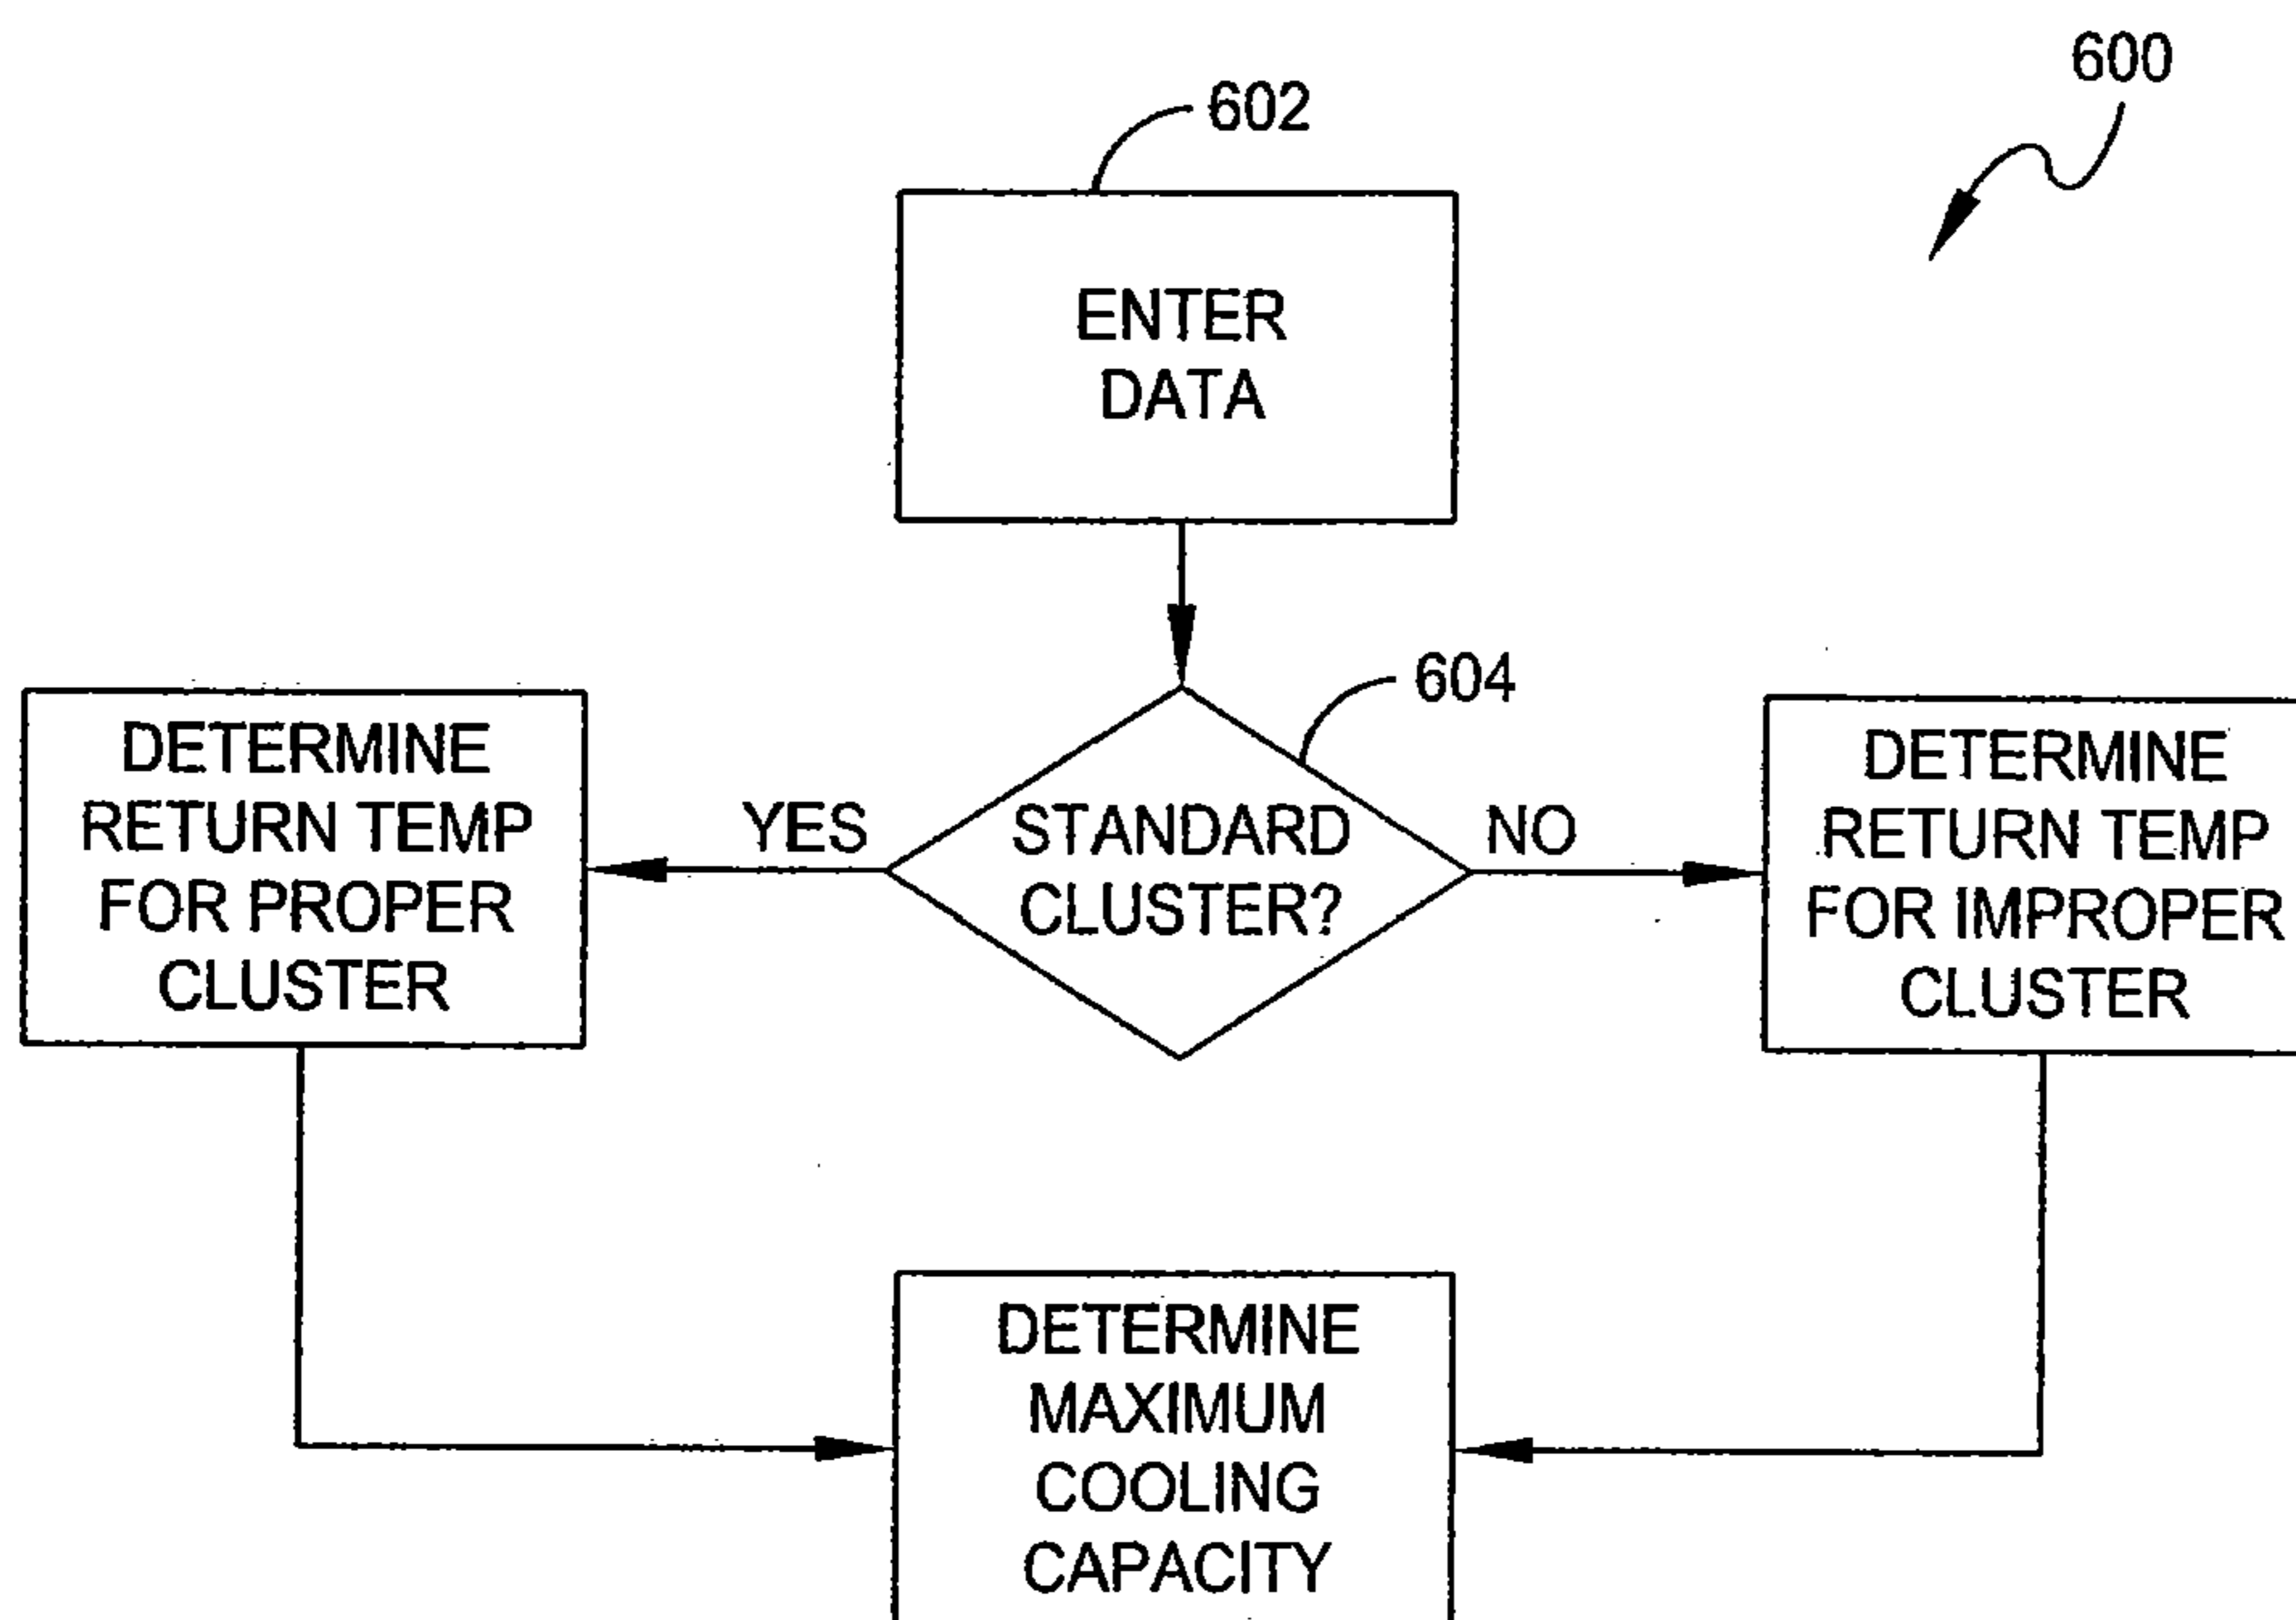 600
602
ENTER
DATA
604
STANDARD
CLUSTER?
YES
NO
DETERMINE
RETURN TEMP
FOR PROPER
CLUSTER
DETERMINE
RETURN TEMP
FOR IMPROPER
CLUSTER
DETERMINE
MAXIMUM
COOLING
CAPACITY